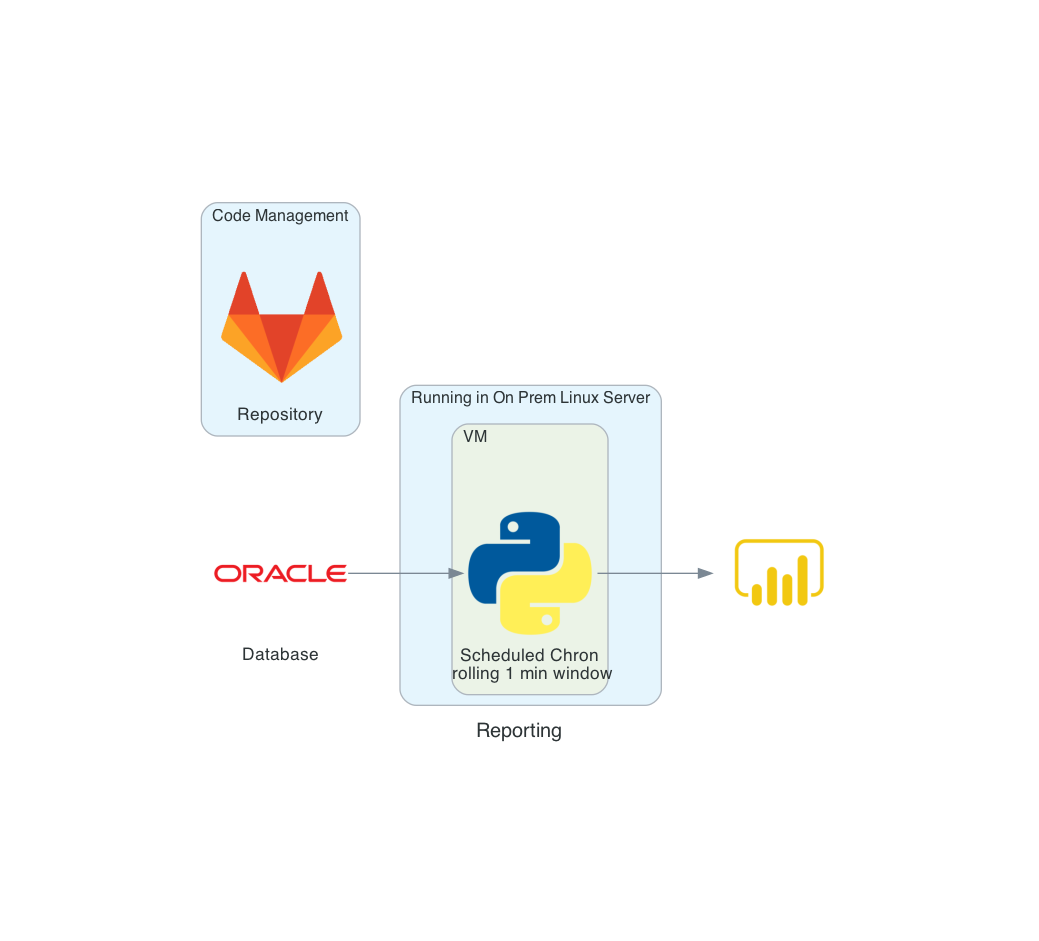 Code Management
Repository
Running in On Prem Linux Server
VM
ORACLE
Database
Scheduled Chron
rolling 1 min window
Reporting